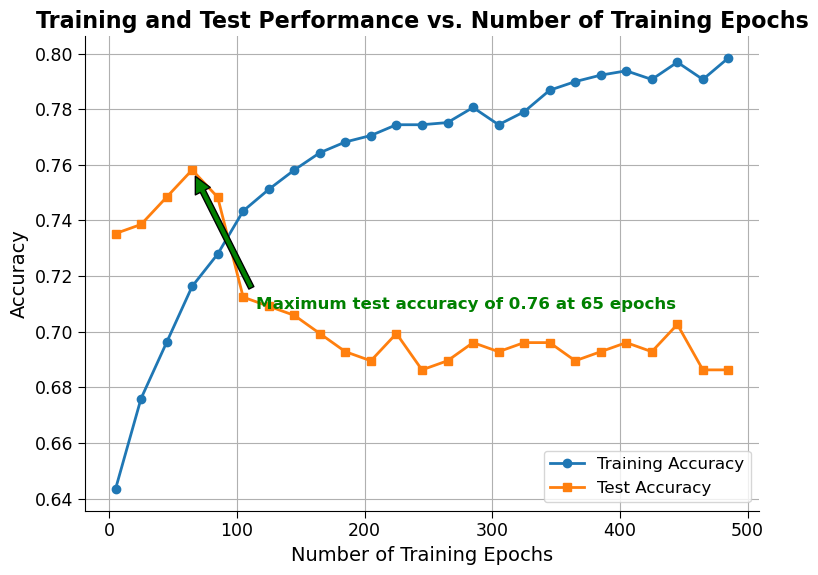 Training and Test Performance vs. Number of Training Epochs
0.80
0.78
0.76
0.74
0.72
0.70
0.68
0.66
0.64
Accuracy
Maximum test accuracy of 0.76 at 65 epochs
Training Accuracy
Test Accuracy
0
100
200
300
400
500
Number of Training Epochs